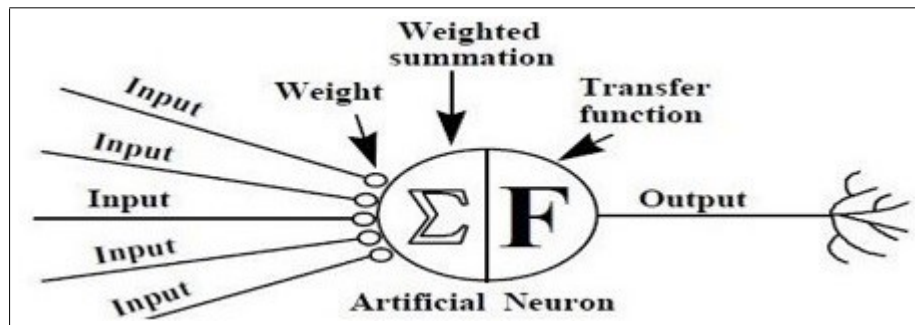 Weighted
summation
Input
Weight
Transfer
function
Input
Input
Σ
F
Output
Input
Input
Artificial Neuron